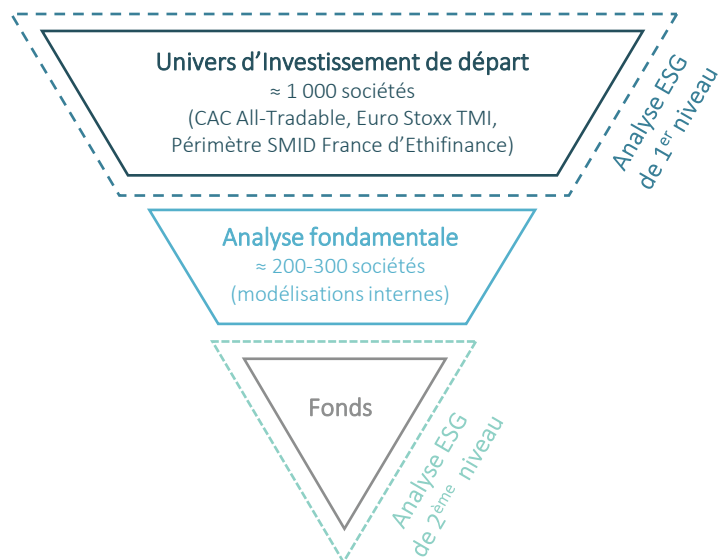 Univers d’Investissement de départ
≈ 1 000 sociétés
(CAC All-Tradable, Euro Stoxx TMI,
Périmètre SMID France d’Ethifinance)
Analyse ESG
de 1er niveau
Analyse fondamentale
≈ 200-300 sociétés
(modélisations internes)
Fonds
Analyse ESG
de 2ème niveau